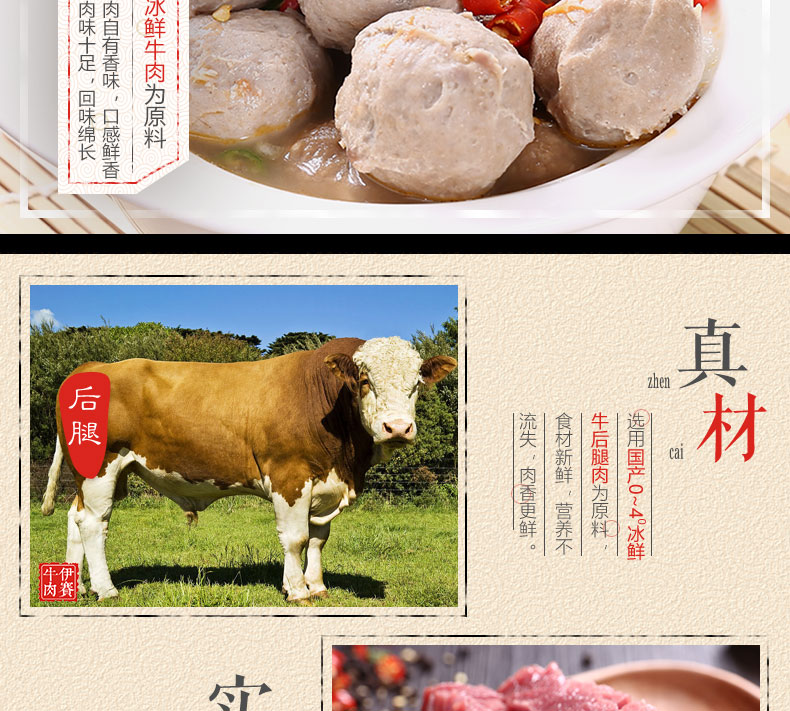 冰鲜牛肉为原料
肉自有香味，口感鲜香
肉味十足，回味绵长
后腿
伊赛
牛肉
真材
zhen
cai
选用国产0~4°冰鲜
牛后腿肉为原料，
食材新鲜，营养不
流失，肉香更鲜。